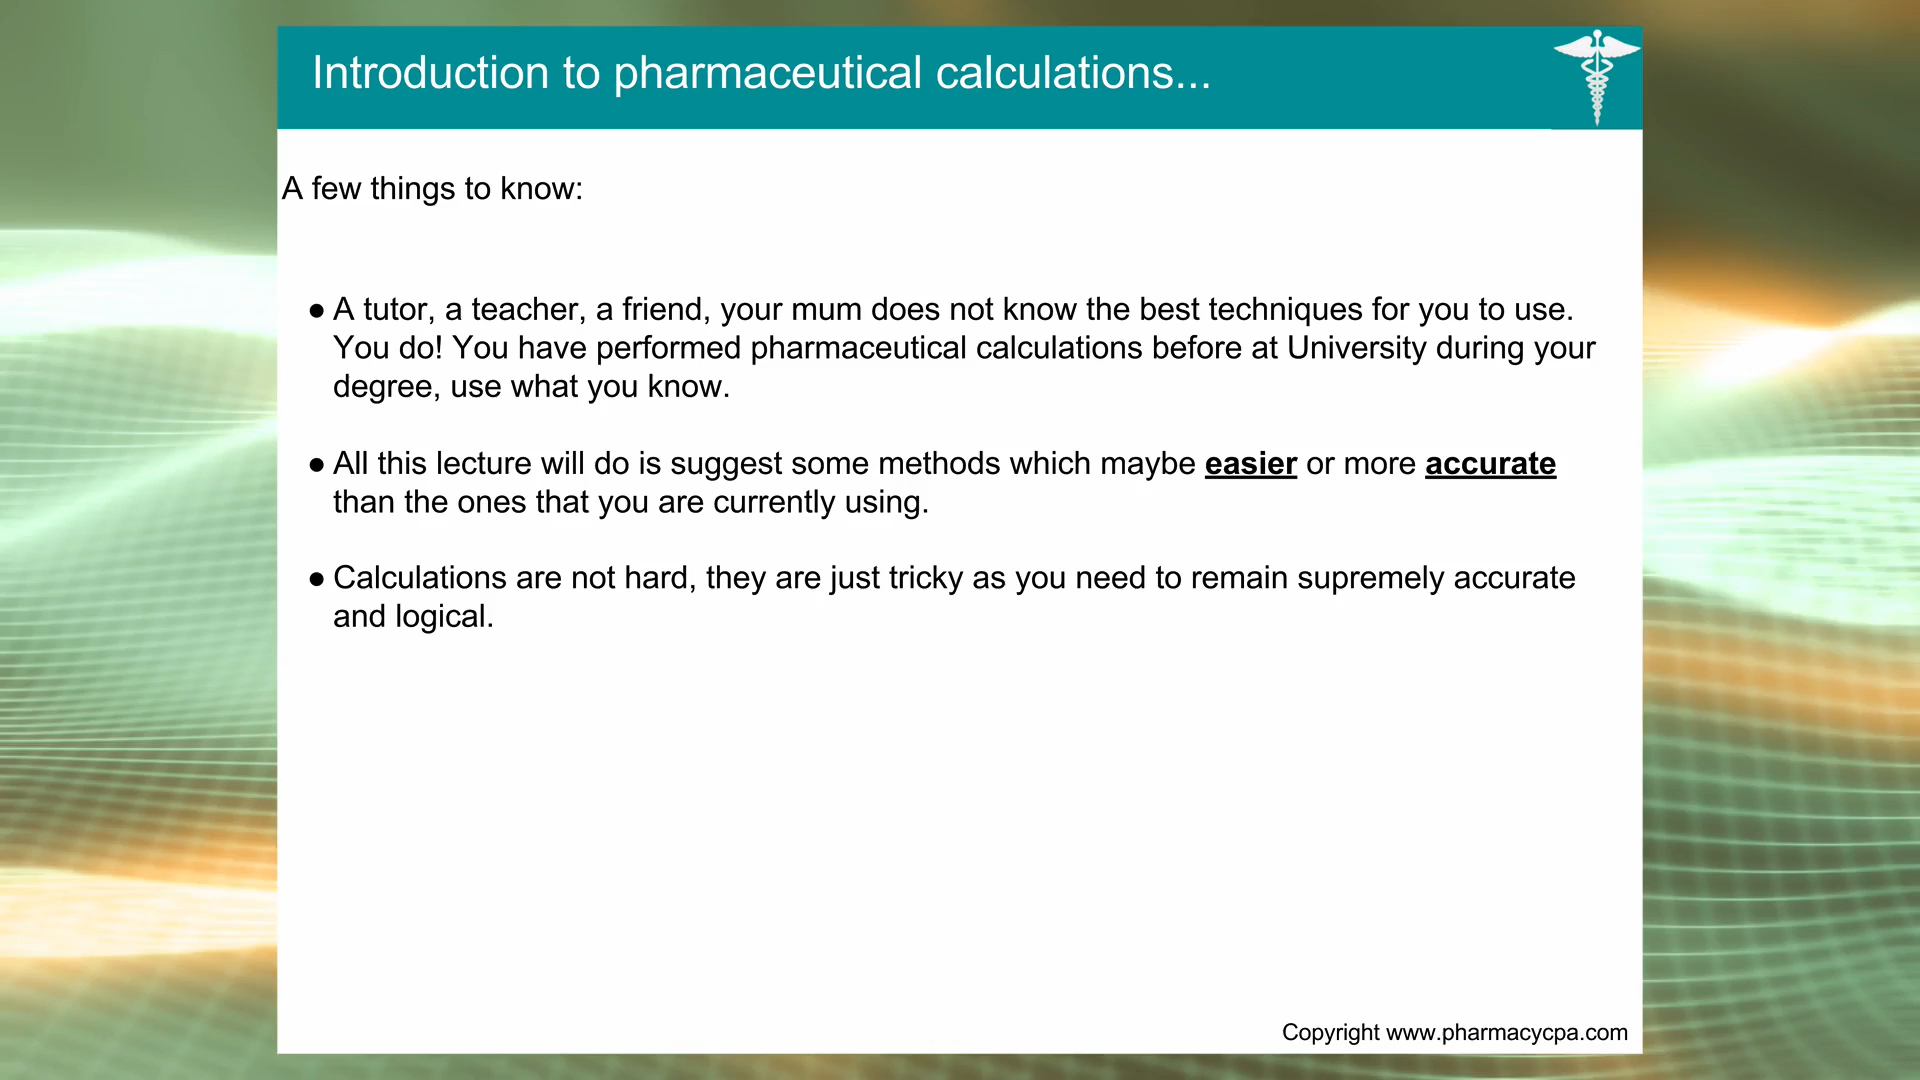 Introduction to pharmaceutical calculations...
A few things to know:
● A tutor, a teacher, a friend, your mum does not know the best techniques for you to use.
You do! You have performed pharmaceutical calculations before at University during your
degree, use what you know.
● All this lecture will do is suggest some methods which maybe easier or more accurate
than the ones that you are currently using.
● Calculations are not hard, they are just tricky as you need to remain supremely accurate
and logical.
Copyright www.pharmacycpa.com